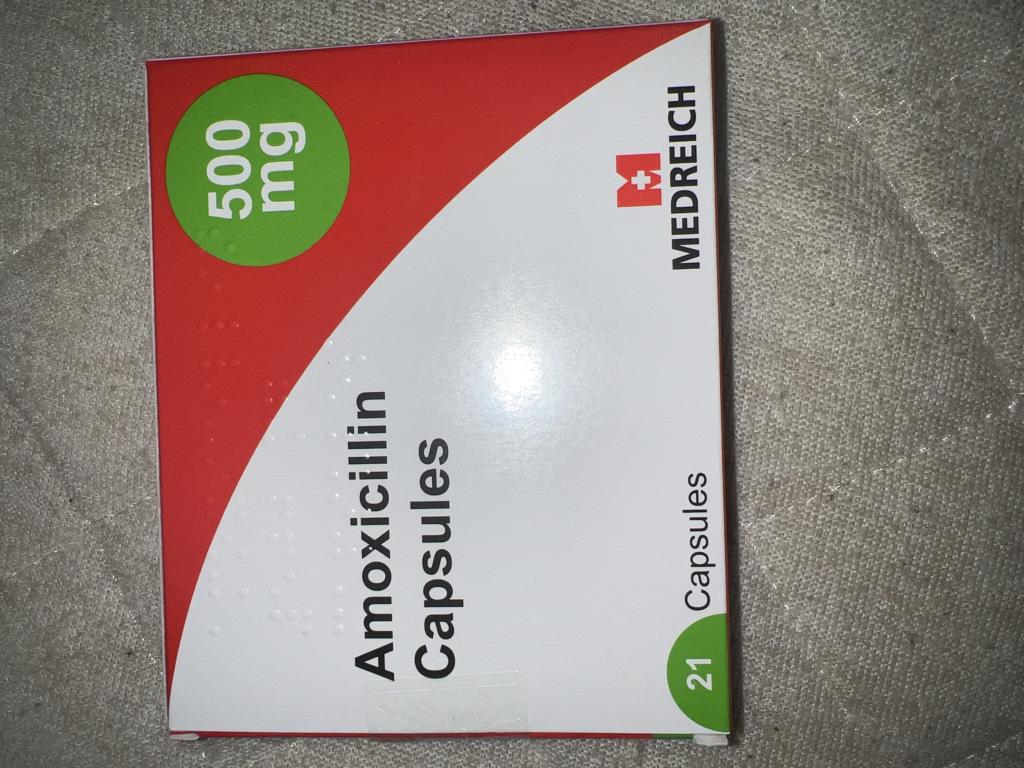 500
mg
Amoxicillin
Capsules
MEDREICH
21 Capsules